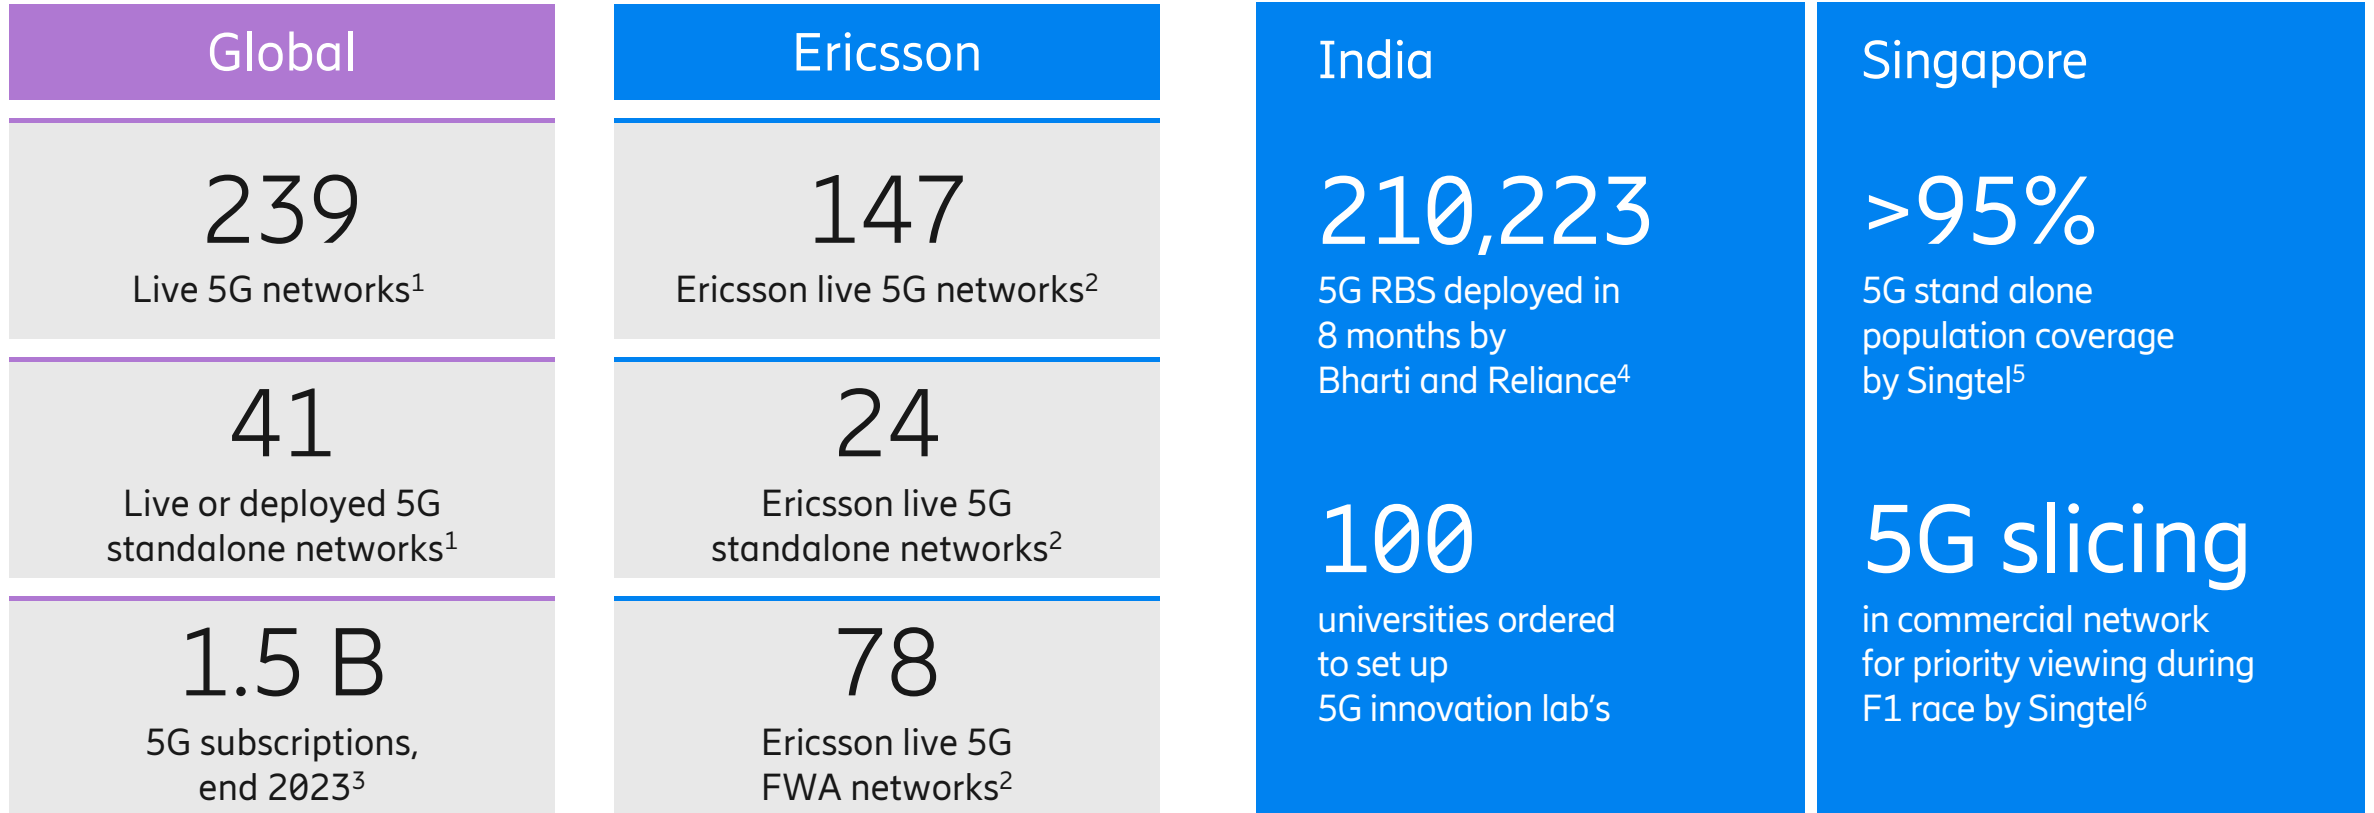 Global
239
Live 5G networks¹
41
Live or deployed 5G
standalone networks¹
1.5 B
5G subscriptions,
end 2023³
Ericsson
147
Ericsson live 5G networks²
24
Ericsson live 5G
standalone networks²
78
Ericsson live 5G
FWA networks²
India
210,223
5G RBS deployed in
8 months by
Bharti and Reliance⁴
100
universities ordered
to set up
5G innovation lab‘s
Singapore
>95%
5G stand alone
population coverage
by Singtel⁵
5G slicing
in commercial network
for priority viewing during
F1 race by Singtel⁶